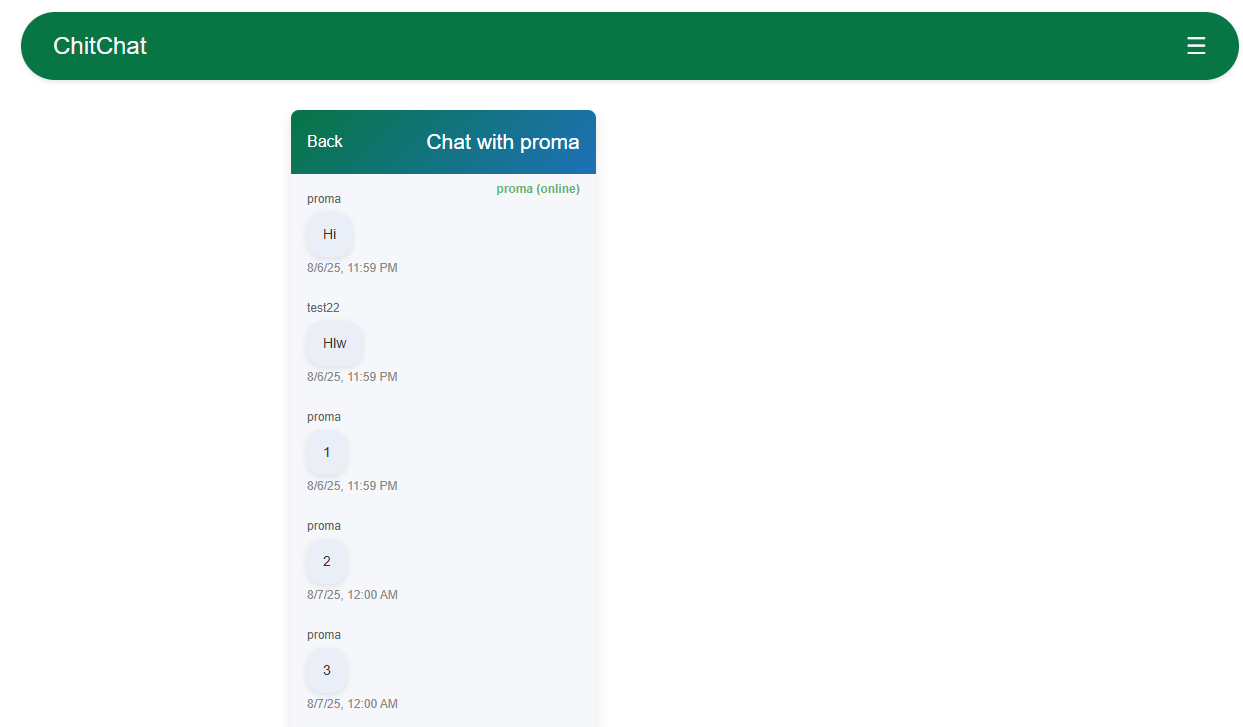 ChitChat
Back Chat with proma
proma (online)
proma
Hi
8/6/25, 11:59 PM
test22
Hlw
8/6/25, 11:59 PM
proma
1
8/6/25, 11:59 PM
proma
2
8/7/25, 12:00 AM
proma
3
8/7/25, 12:00 AM